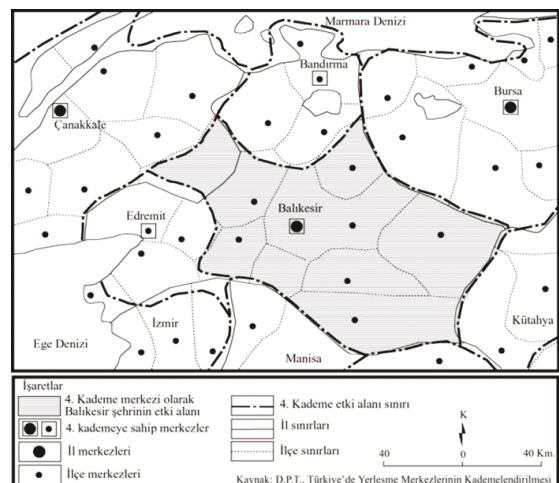 Marmara Denizi
Bandırma
Bursa
Çanakkale
Edremit
Balıkesir
İzmir
Kütahya
Ege Denizi
Manisa
İşaretlar
4. Kademe merkezi olarak
Balıkesir şehrinin etki alanı
4. kademeye sahip merkezler
İl merkezleri
İlçe merkezleri
4. Kademe etki alanı sınırı
İl sınırları
İlçe sınırları
K
40 0 40 Km.
Kaynak: D.P.T., Türkiye'de Yerleşme Merkezlerinin Kademelendirilmesi